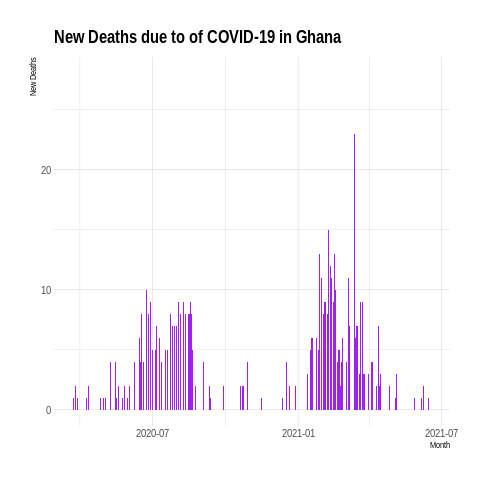 New Deaths due to of COVID-19 in Ghana
New Deaths
20
10
0
2020-07
2021-01
2021-07
Month